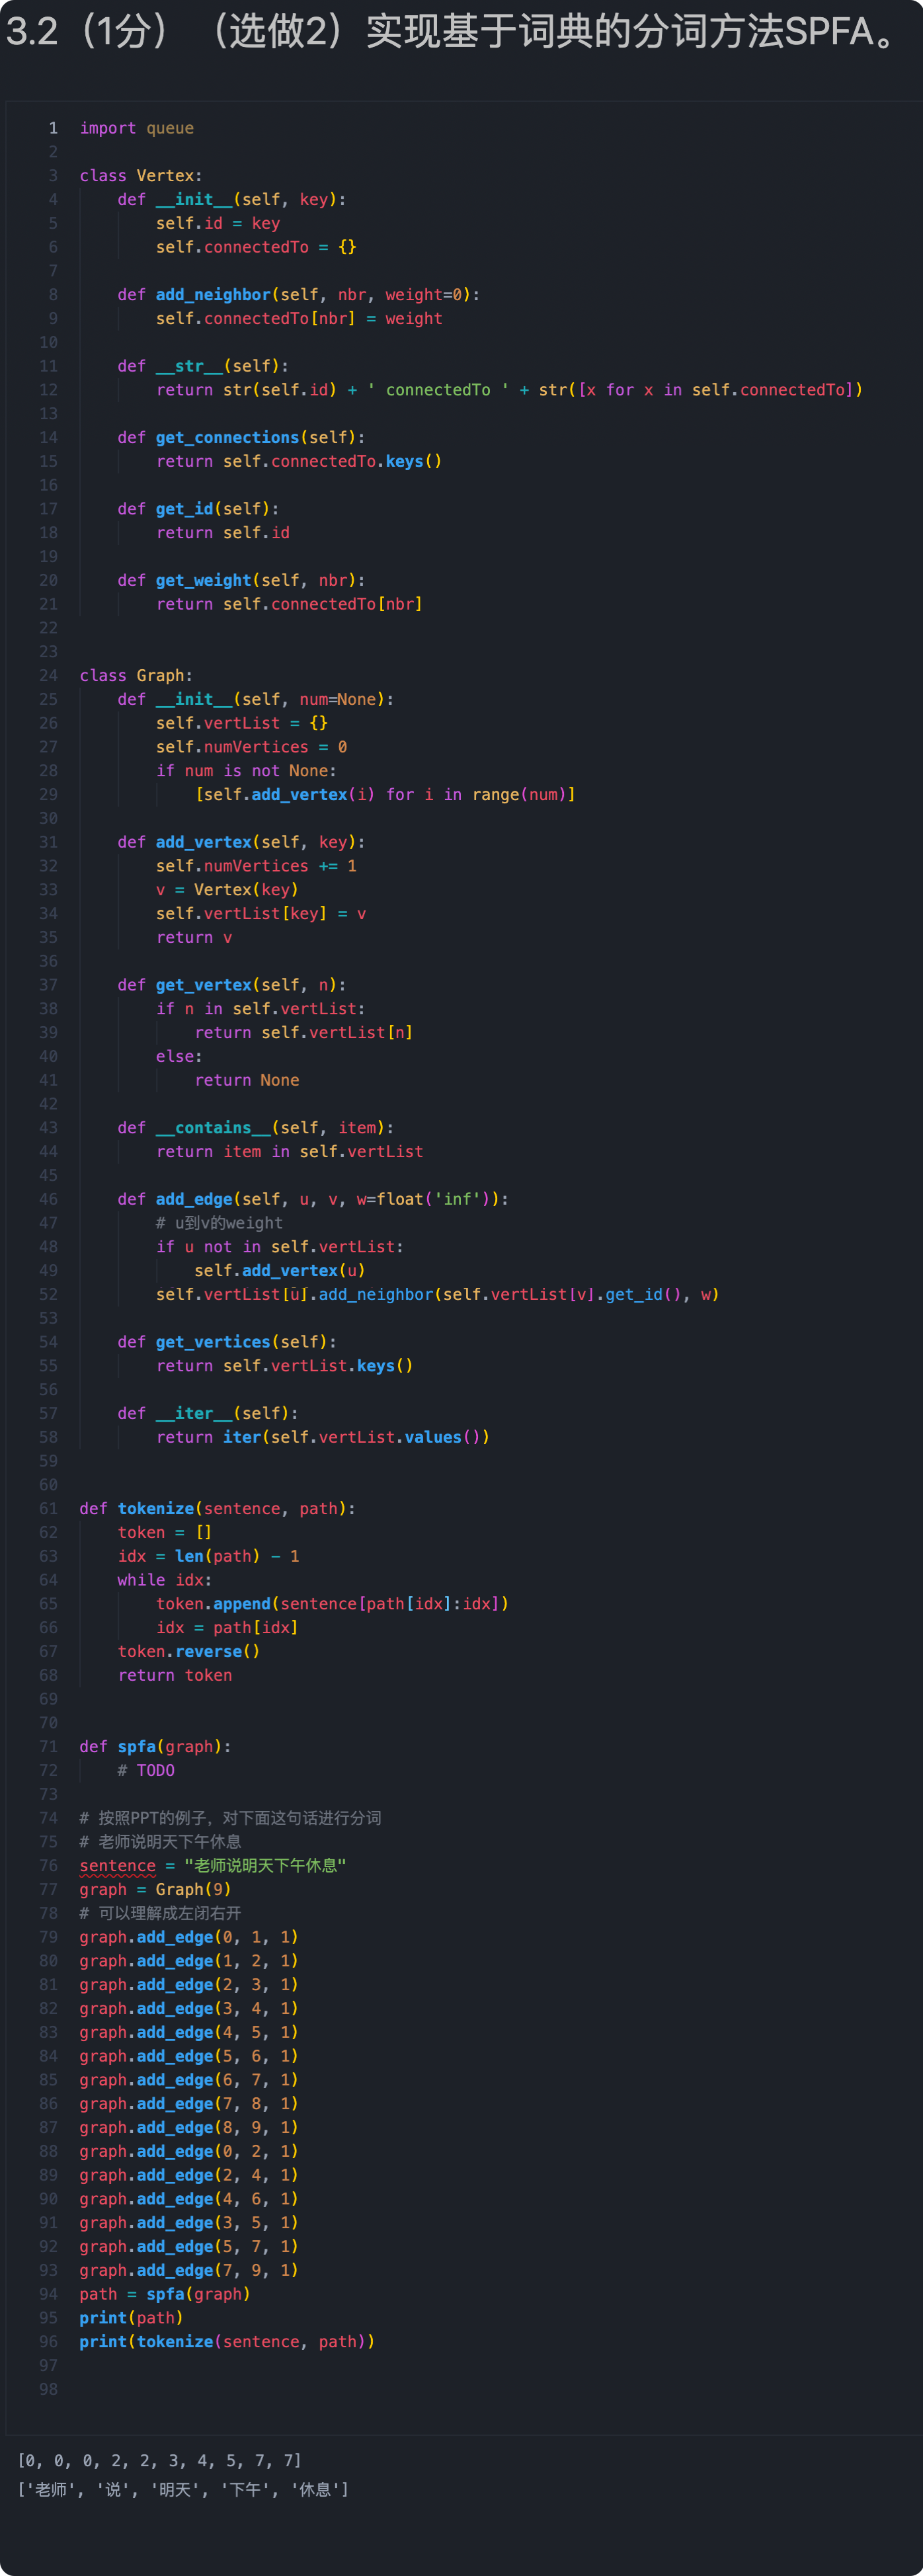 3.2（1分）（选做2）实现基于词典的分词方法SPFA。
1 import queue
2
3 class Vertex:
4     def __init__(self, key):
5         self.id = key
6         self.connectedTo = {}
7
8     def add_neighbor(self, nbr, weight=0):
9         self.connectedTo[nbr] = weight
10
11     def __str__(self):
12         return str(self.id) + ' connectedTo ' + str([x for x in self.connectedTo])
13
14     def get_connections(self):
15         return self.connectedTo.keys()
16
17     def get_id(self):
18         return self.id
19
20     def get_weight(self, nbr):
21         return self.connectedTo[nbr]
22
23
24 class Graph:
25     def __init__(self, num=None):
26         self.vertList = {}
27         self.numVertices = 0
28         if num is not None:
29             [self.add_vertex(i) for i in range(num)]
30
31     def add_vertex(self, key):
32         self.numVertices += 1
33         v = Vertex(key)
34         self.vertList[key] = v
35         return v
36
37     def get_vertex(self, n):
38         if n in self.vertList:
39             return self.vertList[n]
40         else:
41             return None
42
43     def __contains__(self, item):
44         return item in self.vertList
45
46     def add_edge(self, u, v, w=float('inf')):
47         # u到v的weight
48         if u not in self.vertList:
49             self.add_vertex(u)
52         self.vertList[u].add_neighbor(self.vertList[v].get_id(), w)
53
54     def get_vertices(self):
55         return self.vertList.keys()
56
57     def __iter__(self):
58         return iter(self.vertList.values())
59
60
61 def tokenize(sentence, path):
62     token = []
63     idx = len(path) - 1
64     while idx:
65         token.append(sentence[path[idx]:idx])
66         idx = path[idx]
67     token.reverse()
68     return token
69
70
71 def spfa(graph):
72     # TODO
73
74 # 按照PPT的例子，对下面这句话进行分词
75 # 老师说明天下午休息
76 sentence = "老师说明天下午休息"
77 graph = Graph(9)
78 # 可以理解成左闭右开
79 graph.add_edge(0, 1, 1)
80 graph.add_edge(1, 2, 1)
81 graph.add_edge(2, 3, 1)
82 graph.add_edge(3, 4, 1)
83 graph.add_edge(4, 5, 1)
84 graph.add_edge(5, 6, 1)
85 graph.add_edge(6, 7, 1)
86 graph.add_edge(7, 8, 1)
87 graph.add_edge(8, 9, 1)
88 graph.add_edge(0, 2, 1)
89 graph.add_edge(2, 4, 1)
90 graph.add_edge(4, 6, 1)
91 graph.add_edge(3, 5, 1)
92 graph.add_edge(5, 7, 1)
93 graph.add_edge(7, 9, 1)
94 path = spfa(graph)
95 print(path)
96 print(tokenize(sentence, path))
97
98
[0, 0, 0, 2, 2, 3, 4, 5, 7, 7]
['老师', '说', '明天', '下午', '休息']